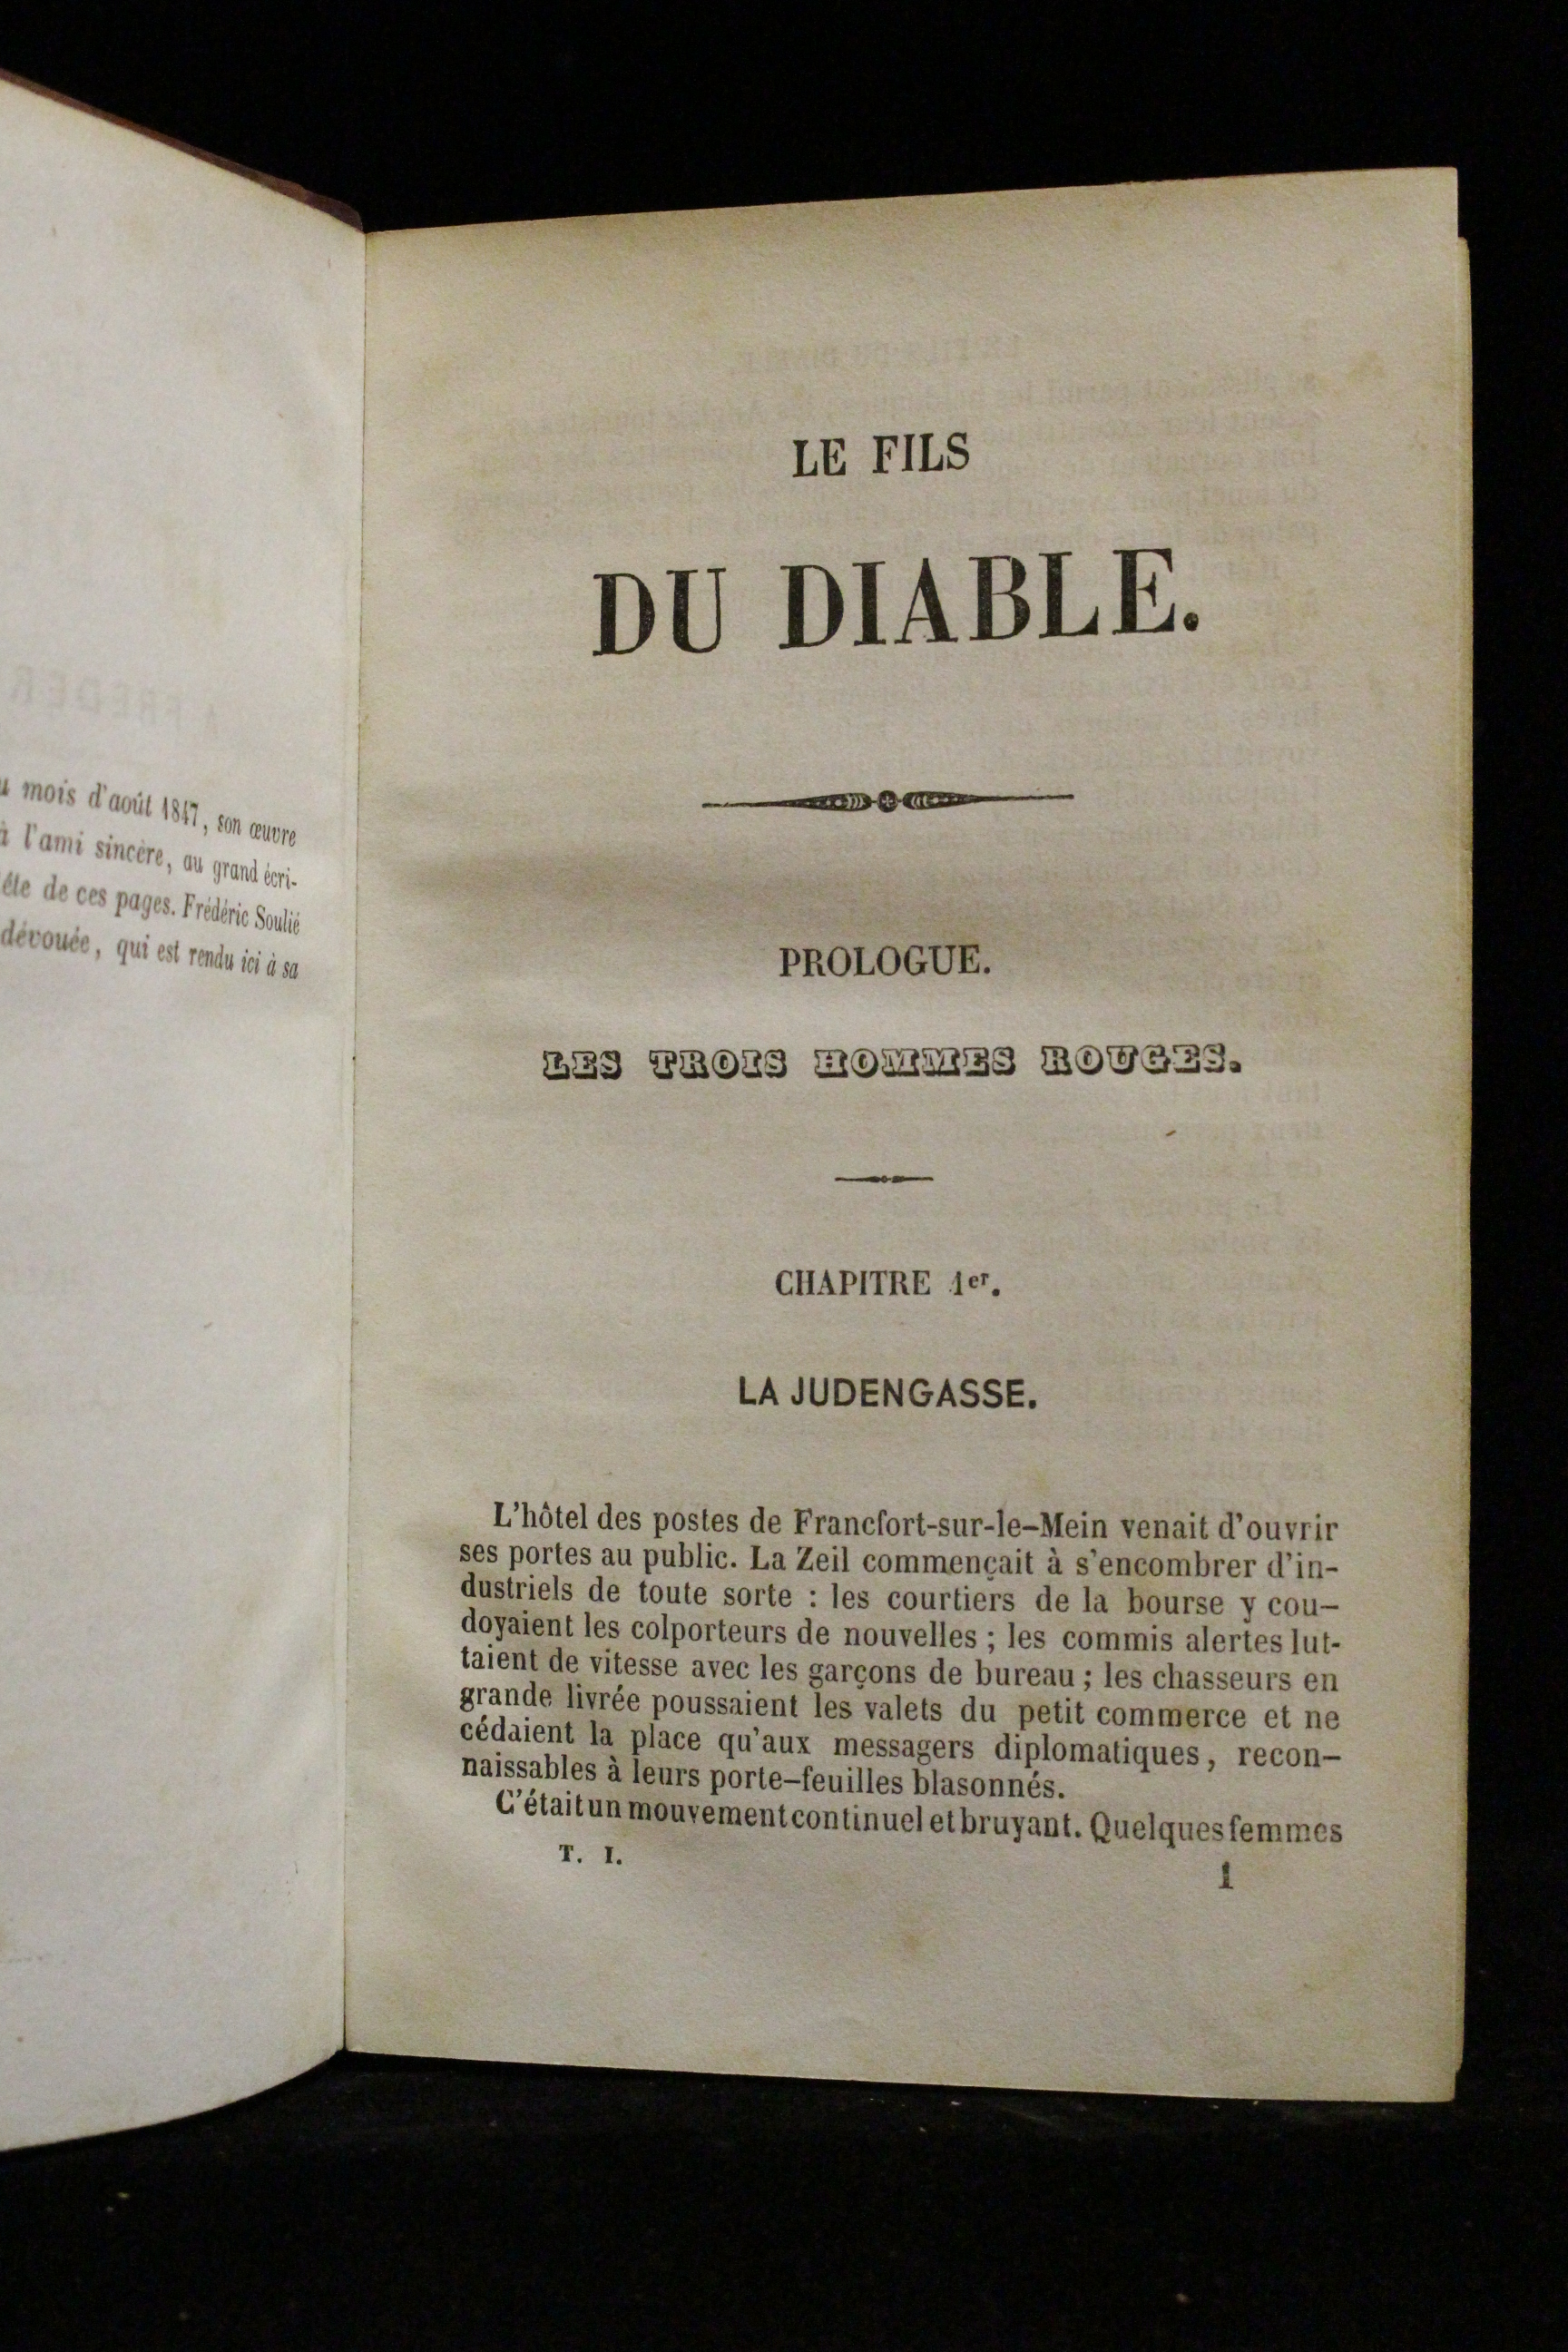 mois d'août 1847, son œuvre
à l'ami sincère, au grand écri-
de ces pages. Frédéric Soulié
dévouée, qui est rendu ici à sa
LE FILS
DU DIABLE.
PROLOGUE.
LES TROIS HOMMES ROUGES.
CHAPITRE 1er.
LA JUDENGASSE.
L'hôtel des postes de Francfort-sur-le-Mein venait d'ouvrir
ses portes au public. La Zeil commençait à s'encombrer d'in-
dustriels de toute sorte : les courtiers de la bourse y cou-
doyaient les colporteurs de nouvelles ; les commis alertes lut-
taient de vitesse avec les garçons de bureau ; les chasseurs en
grande livrée poussaient les valets du petit commerce et ne
cédaient la place qu'aux messagers diplomatiques, recon-
naissables à leurs porte-feuilles blasonnés.
C'était un mouvement continuel et bruyant. Quelques femmes
T. I.
1